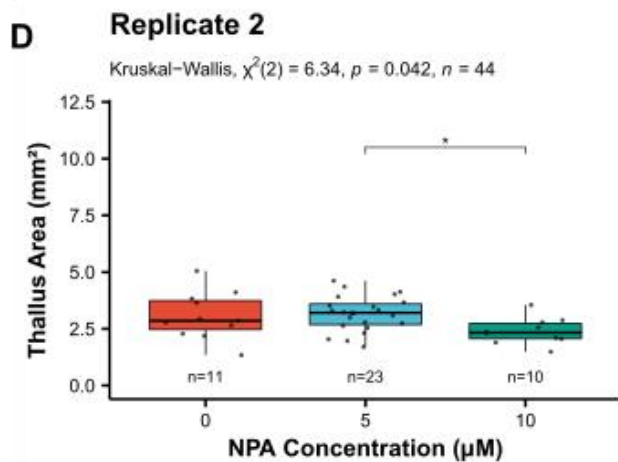 D
Replicate 2
Kruskal−Wallis, χ²(2) = 6.34, p = 0.042, n = 44
Thallus Area (mm²)
12.5
10.0
7.5
5.0
2.5
0.0
*
n=11 n=23 n=10
0 5 10
NPA Concentration (μM)